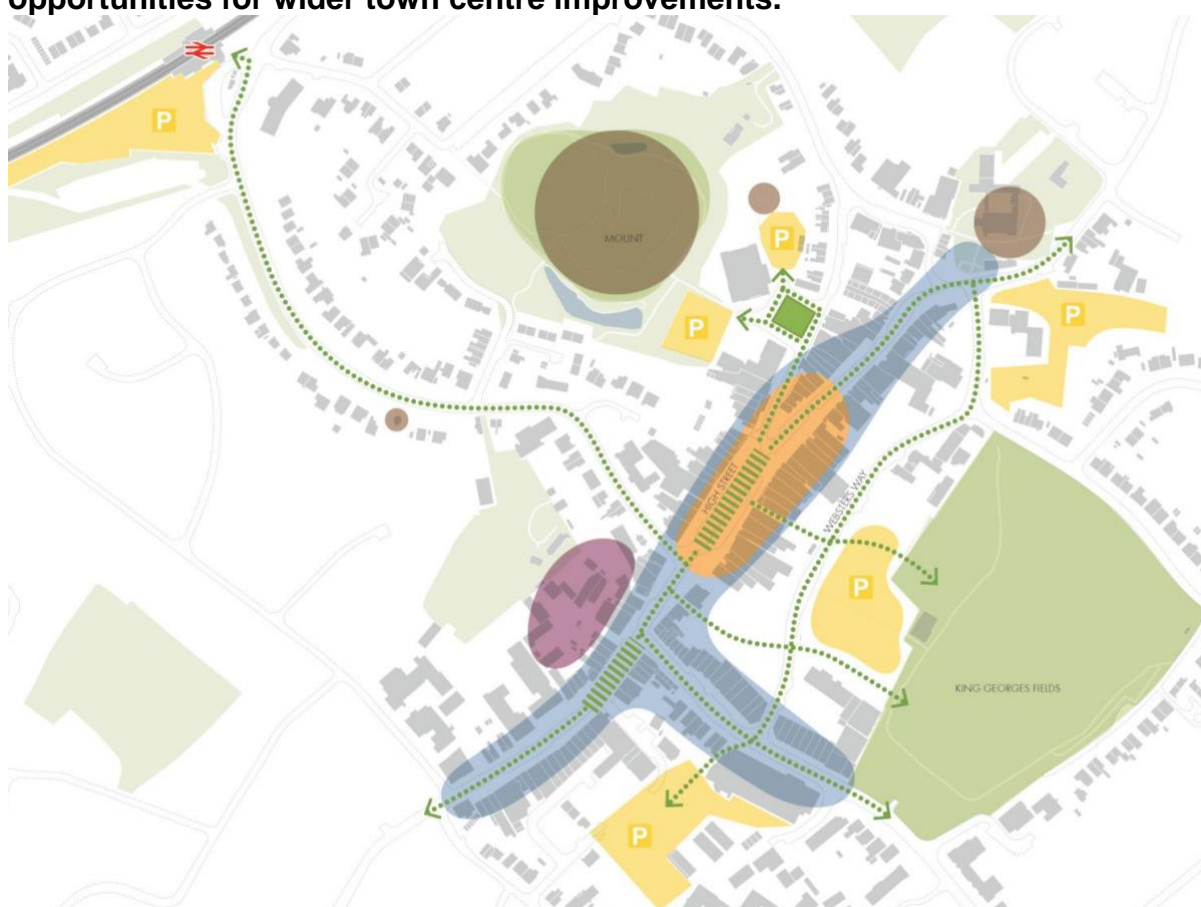 opportunities for wider town centre improvements.
P
MOUNT
P
P
P
HIGH STREET
WEBSTERS WAY
P
KING GEORGES FIELDS
P